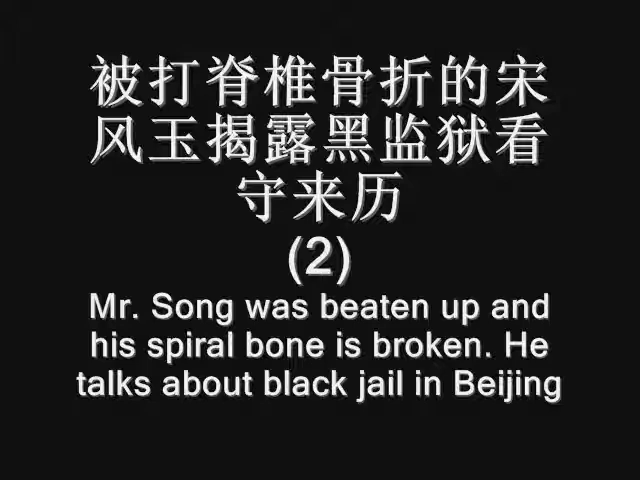 被打脊椎骨折的宋
风玉揭露黑监狱看
守来历
(2)
Mr. Song was beaten up and
his spiral bone is broken. He
talks about black jail in Beijing